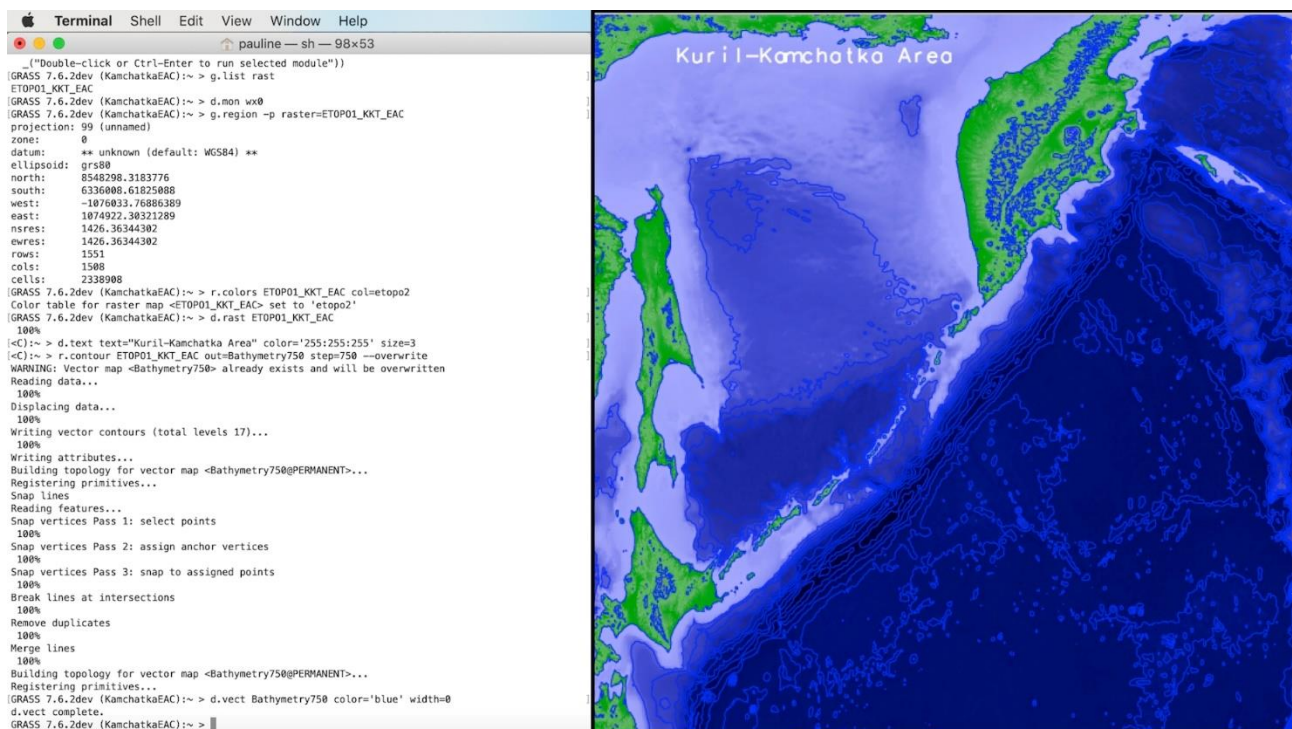 Terminal Shell Edit View Window Help
pauline — sh — 98×53
_("Double-click or Ctrl-Enter to run selected module"))
[GRASS 7.6.2dev (KamchatkaEAC):~ > g.list rast ]
ETOPO1_KKT_EAC
[GRASS 7.6.2dev (KamchatkaEAC):~ > d.mon wx0 ]
[GRASS 7.6.2dev (KamchatkaEAC):~ > g.region -p raster=ETOPO1_KKT_EAC ]
projection: 99 (unnamed)
zone: 0
datum: ** unknown (default: WGS84) **
ellipsoid: grs80
north: 8548298.3183776
south: 6336008.61825088
west: -1076033.76886389
east: 1074922.30321289
nsres: 1426.36344302
ewres: 1426.36344302
rows: 1551
cols: 1508
cells: 2338908
[GRASS 7.6.2dev (KamchatkaEAC):~ > r.colors ETOPO1_KKT_EAC col=etopo2 ]
Color table for raster map <ETOPO1_KKT_EAC> set to 'etopo2'
[GRASS 7.6.2dev (KamchatkaEAC):~ > d.rast ETOPO1_KKT_EAC ]
100%
[<C):~ > d.text text="Kuril-Kamchatka Area" color='255:255:255' size=3 ]
[<C):~ > r.contour ETOPO1_KKT_EAC out=Bathymetry750 step=750 --overwrite ]
WARNING: Vector map <Bathymetry750> already exists and will be overwritten
Reading data...
100%
Displacing data...
100%
Writing vector contours (total levels 17)...
100%
Writing attributes...
Building topology for vector map <Bathymetry750@PERMANENT>...
Registering primitives...
Snap lines
Reading features...
Snap vertices Pass 1: select points
100%
Snap vertices Pass 2: assign anchor vertices
100%
Snap vertices Pass 3: snap to assigned points
100%
Break lines at intersections
100%
Remove duplicates
100%
Merge lines
100%
Building topology for vector map <Bathymetry750@PERMANENT>...
Registering primitives...
[GRASS 7.6.2dev (KamchatkaEAC):~ > d.vect Bathymetry750 color='blue' width=0 ]
d.vect complete.
GRASS 7.6.2dev (KamchatkaEAC):~ >
Kuril-Kamchatka Area